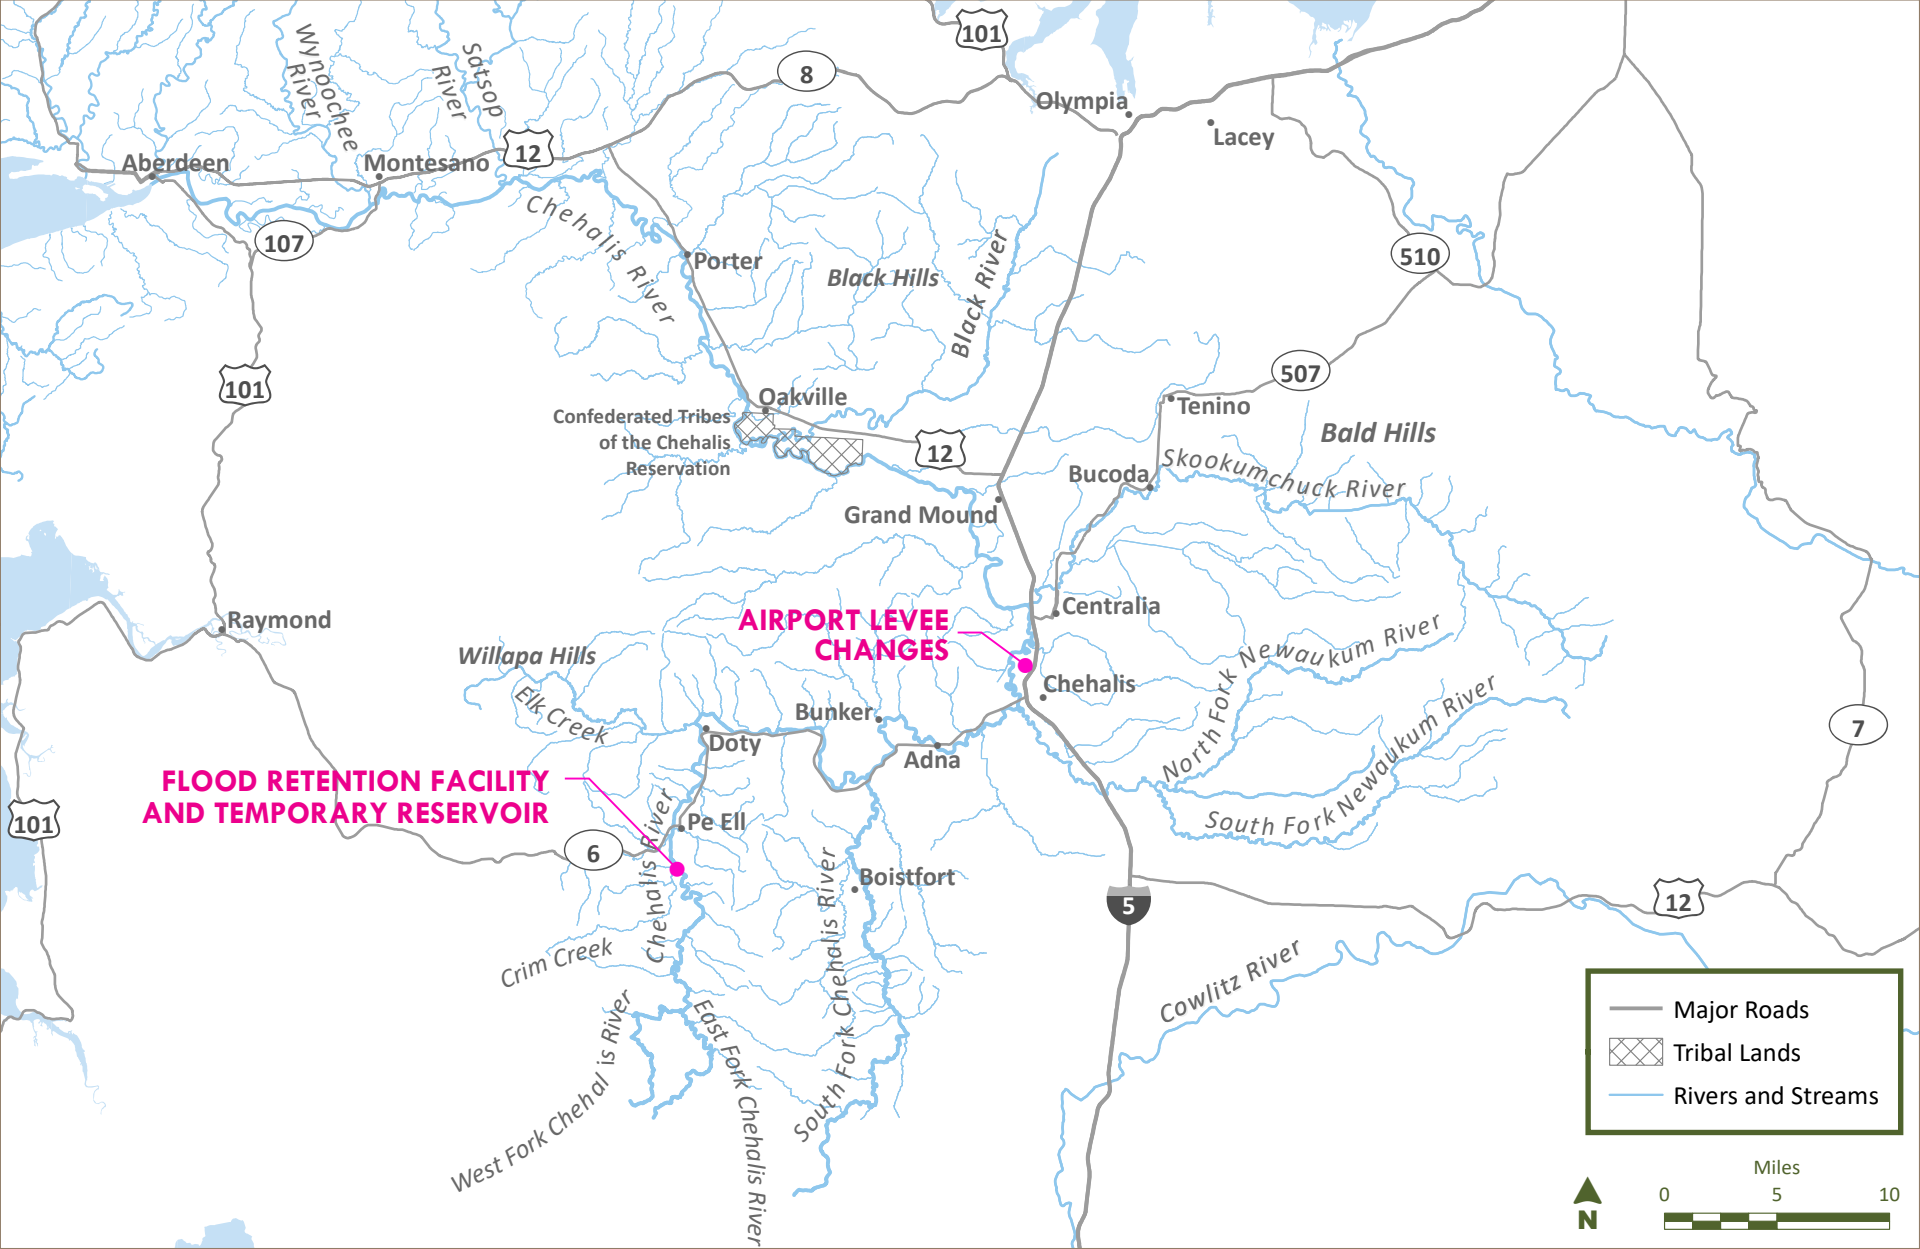 101
8
Wynoochee
River
Satsop
River
Olympia
Lacey
12
Aberdeen
Montesano
107
Chehalis River
Porter
Black Hills
Black River
510
101
507
Oakville
Tenino
Confederated Tribes
of the Chehalis
Reservation
12
Bald Hills
Bucoda
Skookumchuck River
Grand Mound
Raymond
Centralia
AIRPORT LEVEE
CHANGES
Willapa Hills
Elk Creek
Chehalis
North Fork Newaukum River
South Fork Newaukum River
Bunker
Doty
Adna
7
FLOOD RETENTION FACILITY
AND TEMPORARY RESERVOIR
101
Pe Ell
6
Chehalis River
Boistfort
5
12
Crim Creek
Cowlitz River
West Fork Chehalis River
East Fork Chehalis River
South Fork Chehalis River
Major Roads
Tribal Lands
Rivers and Streams
Miles
0 5 10
N